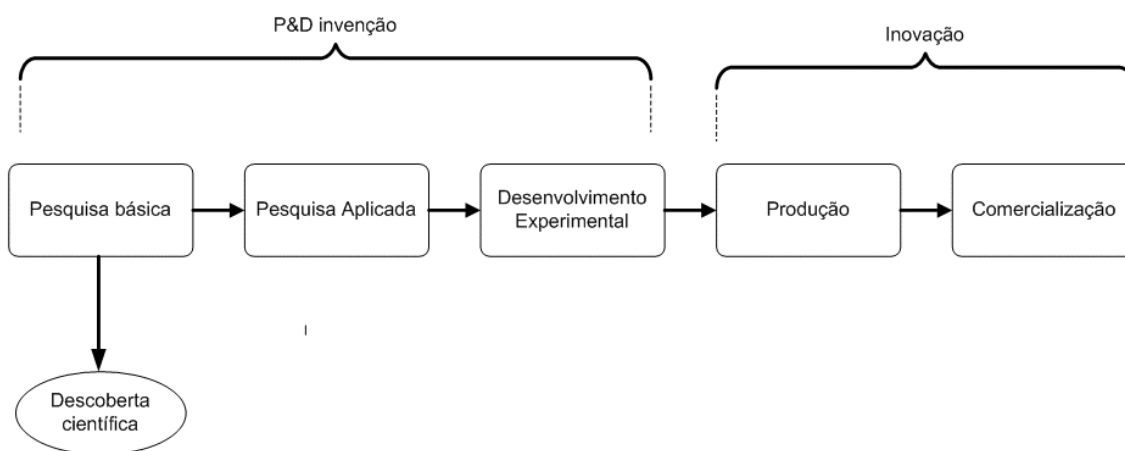 P&D invenção
Inovação
Pesquisa básica
Pesquisa Aplicada
Desenvolvimento
Experimental
Produção
Comercialização
Descoberta
científica